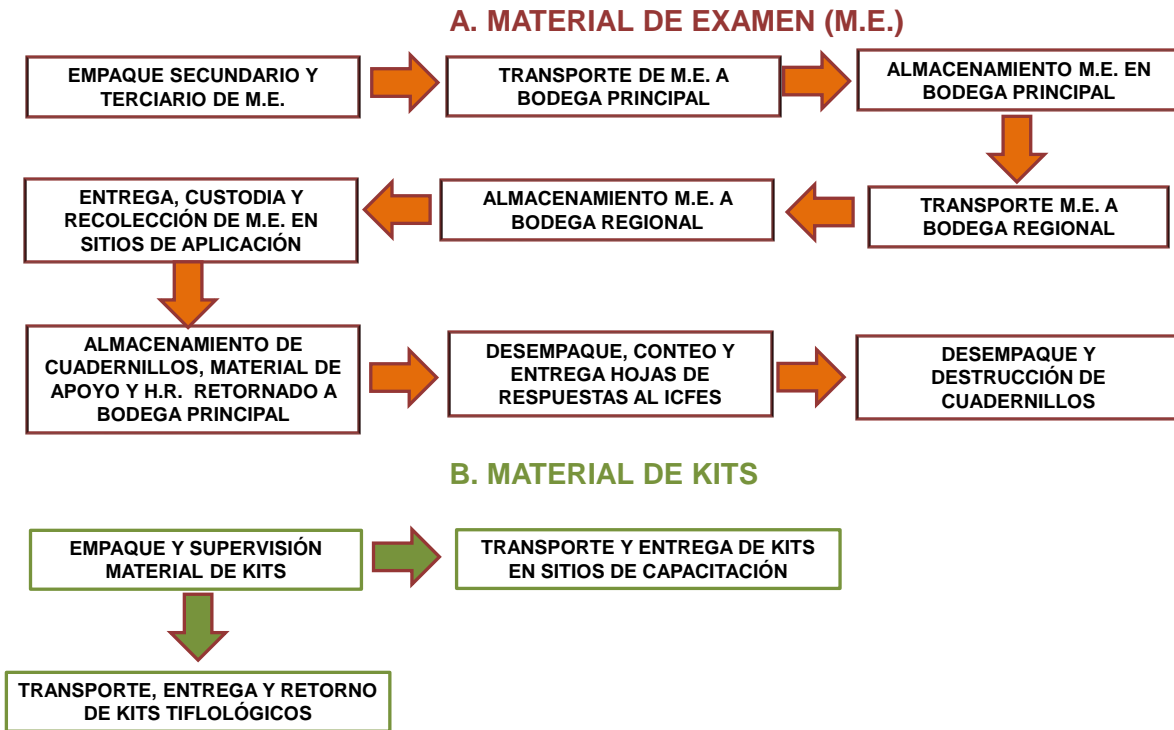 A. MATERIAL DE EXAMEN (M.E.)
EMPAQUE SECUNDARIO Y
TERCIARIO DE M.E.
TRANSPORTE DE M.E. A
BODEGA PRINCIPAL
ALMACENAMIENTO M.E. EN
BODEGA PRINCIPAL
TRANSPORTE M.E. A
BODEGA REGIONAL
ALMACENAMIENTO M.E. A
BODEGA REGIONAL
ENTREGA, CUSTODIA Y
RECOLECCIÓN DE M.E. EN
SITIOS DE APLICACIÓN
ALMACENAMIENTO DE
CUADERNILLOS, MATERIAL DE
APOYO Y H.R. RETORNADO A
BODEGA PRINCIPAL
DESEMPAQUE, CONTEO Y
ENTREGA HOJAS DE
RESPUESTAS AL ICFES
DESEMPAQUE Y
DESTRUCCIÓN DE
CUADERNILLOS
B. MATERIAL DE KITS
EMPAQUE Y SUPERVISIÓN
MATERIAL DE KITS
TRANSPORTE Y ENTREGA DE KITS
EN SITIOS DE CAPACITACIÓN
TRANSPORTE, ENTREGA Y RETORNO
DE KITS TIFLOLÓGICOS